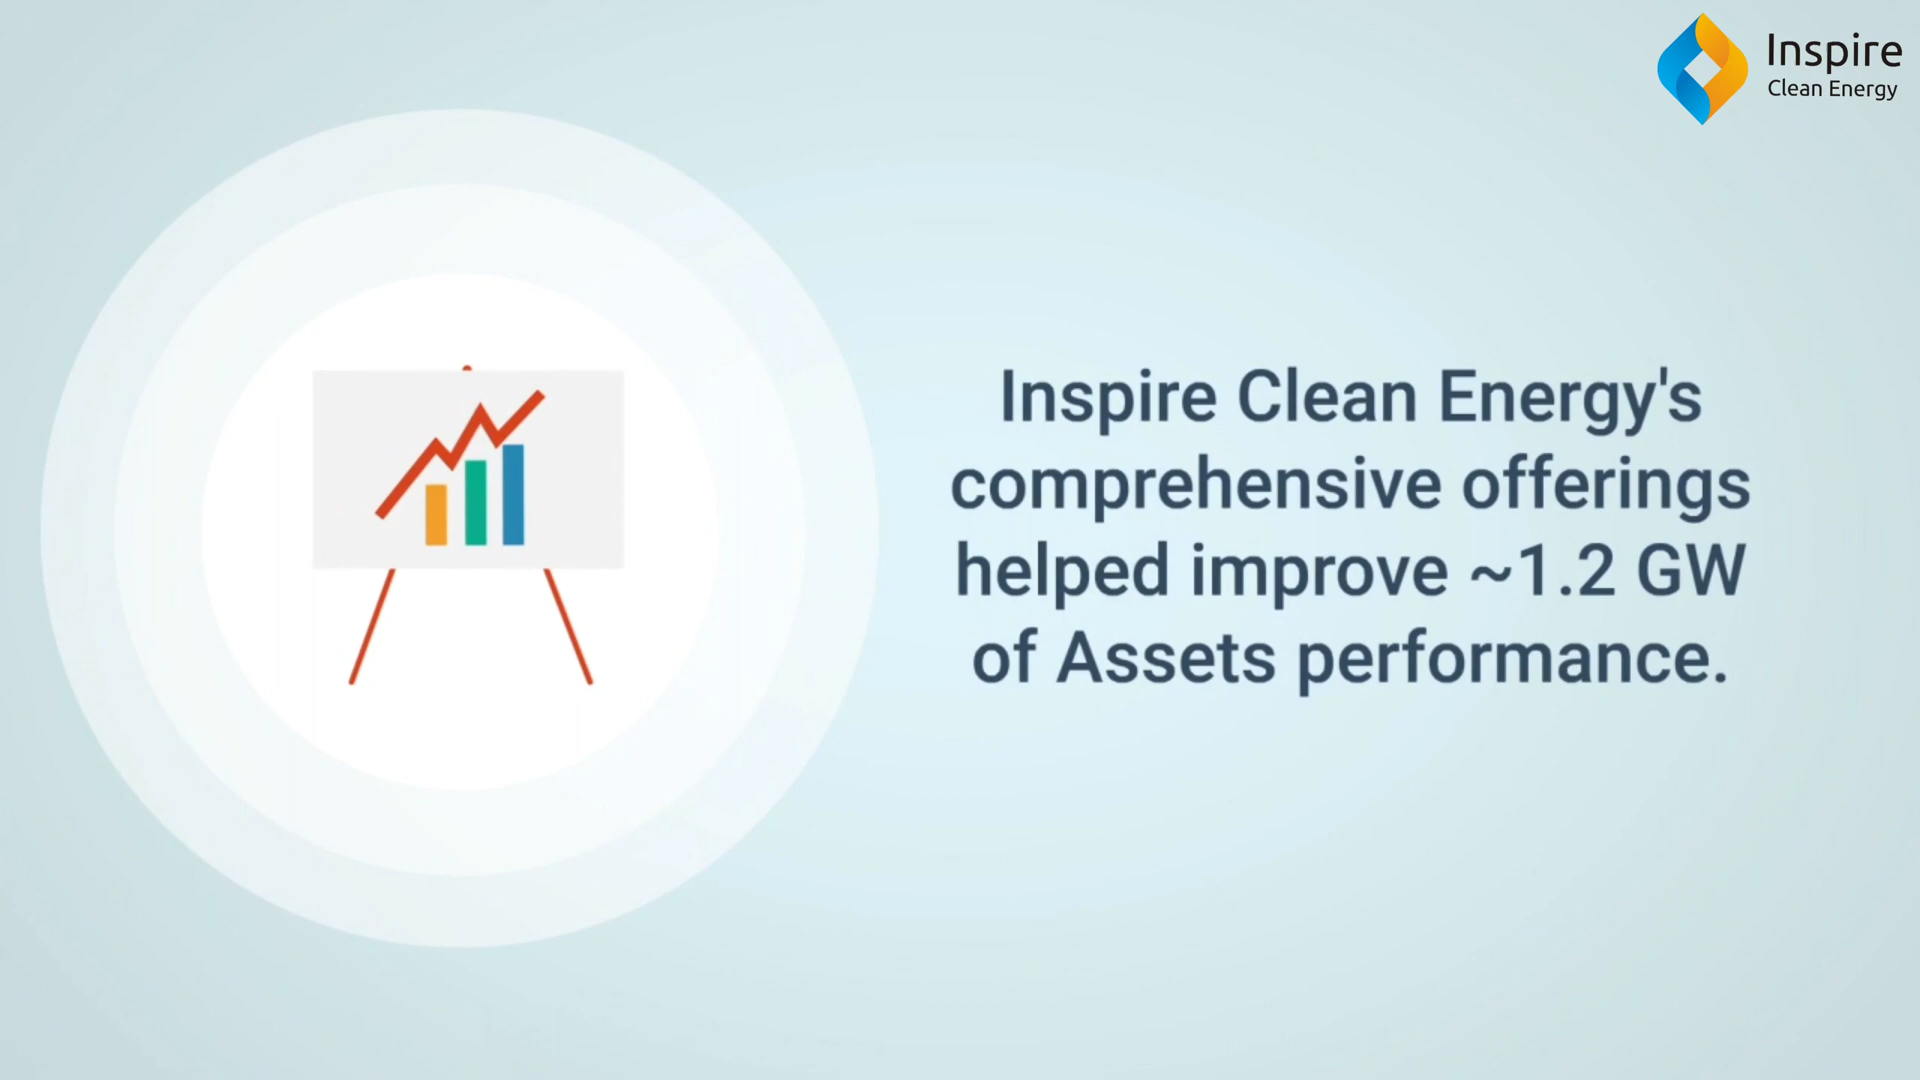 Inspire
Clean Energy
Inspire Clean Energy's
comprehensive offerings
helped improve ~1.2 GW
of Assets performance.